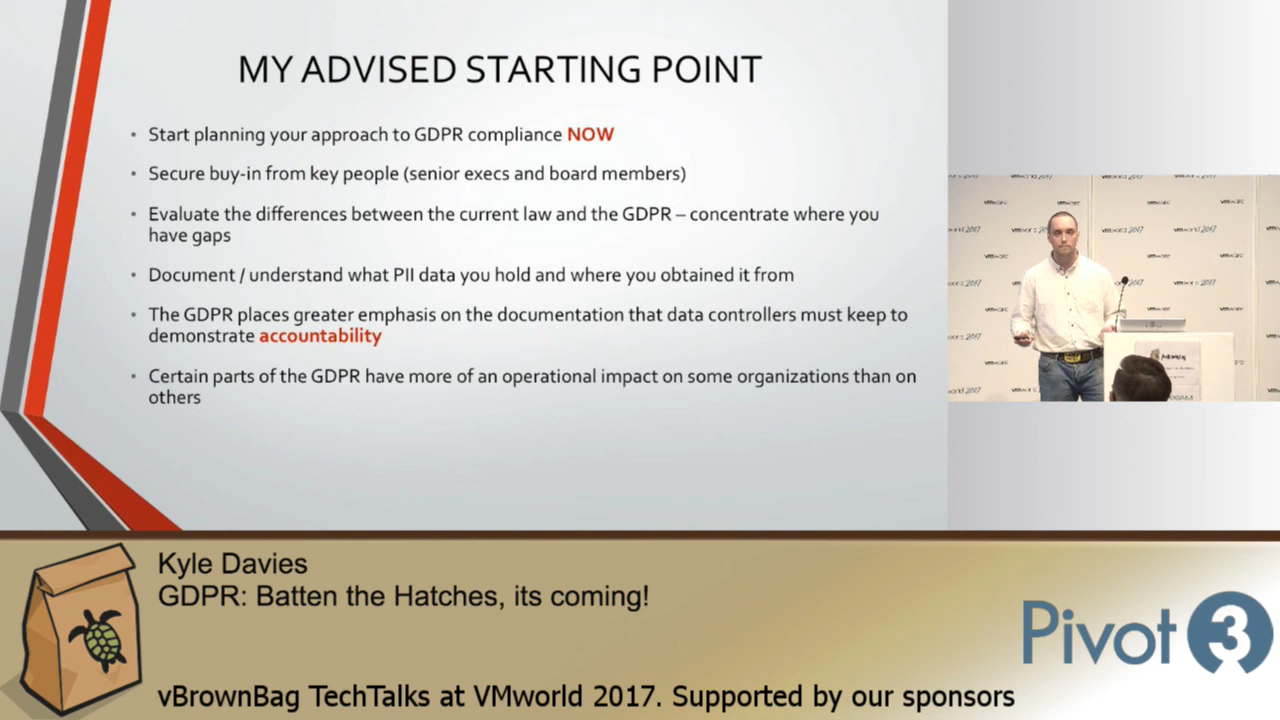 MY ADVISED STARTING POINT
• Start planning your approach to GDPR compliance NOW
• Secure buy-in from key people (senior execs and board members)
• Evaluate the differences between the current law and the GDPR – concentrate where you
have gaps
• Document / understand what PII data you hold and where you obtained it from
• The GDPR places greater emphasis on the documentation that data controllers must keep to
demonstrate accountability
• Certain parts of the GDPR have more of an operational impact on some organizations than on
others
Kyle Davies
GDPR: Batten the Hatches, its coming!
Pivot3
vBrownBag TechTalks at VMworld 2017. Supported by our sponsors